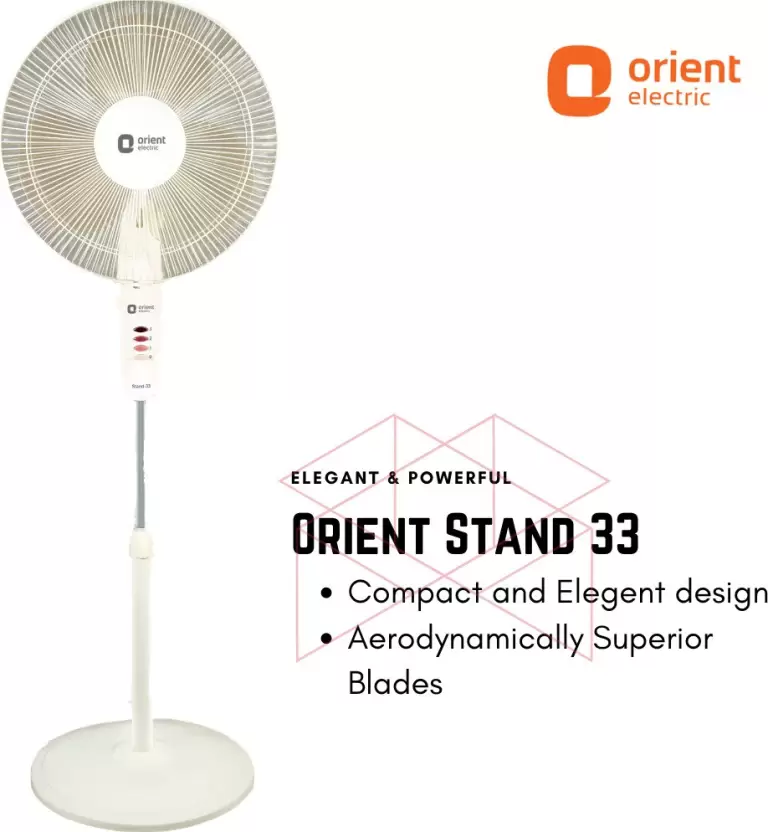 orient
electric
orient
electric
orient
electric
Stand-33
ELEGANT & POWERFUL
ORIENT STAND 33
• Compact and Elegent design
• Aerodynamically Superior
Blades